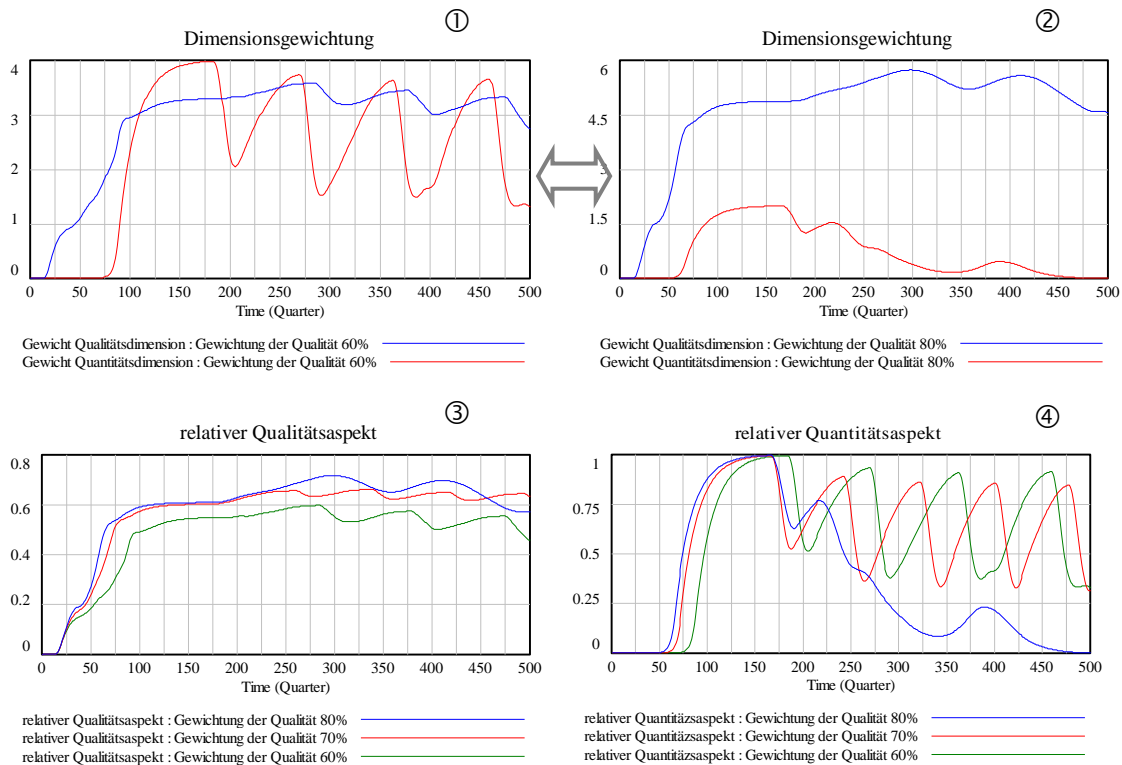 ①
Dimensionsgewichtung
4
3
2
1
0
0 50 100 150 200 250 300 350 400 450 500
Time (Quarter)
Gewicht Qualitätsdimension : Gewichtung der Qualität 60%
Gewicht Quantitätsdimension : Gewichtung der Qualität 60%
②
Dimensionsgewichtung
6
4.5
3
1.5
0
0 50 100 150 200 250 300 350 400 450 500
Time (Quarter)
Gewicht Qualitätsdimension : Gewichtung der Qualität 80%
Gewicht Quantitätsdimension : Gewichtung der Qualität 80%
③
relativer Qualitätsaspekt
0.8
0.6
0.4
0.2
0
0 50 100 150 200 250 300 350 400 450 500
Time (Quarter)
relativer Qualitätsaspekt : Gewichtung der Qualität 80%
relativer Qualitätsaspekt : Gewichtung der Qualität 70%
relativer Qualitätsaspekt : Gewichtung der Qualität 60%
④
relativer Quantitätsaspekt
1
0.75
0.5
0.25
0
0 50 100 150 200 250 300 350 400 450 500
Time (Quarter)
relativer Quantitäzsaspekt : Gewichtung der Qualität 80%
relativer Quantitäzsaspekt : Gewichtung der Qualität 70%
relativer Quantitäzsaspekt : Gewichtung der Qualität 60%